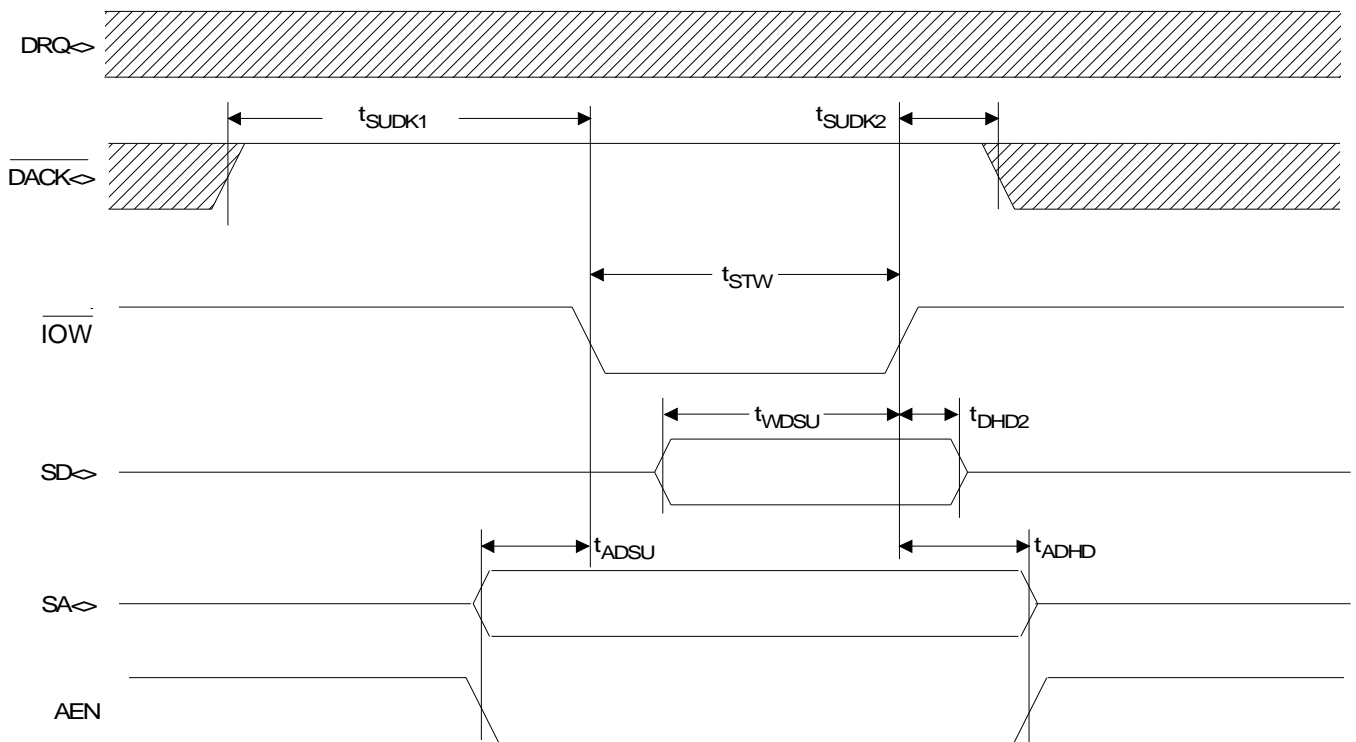 DRQ<>
tSUDK1
tSUDK2
DACK<>
tSTW
IOW
tWDSU
tDHD2
SD<>
tADSU
tADHD
SA<>
AEN